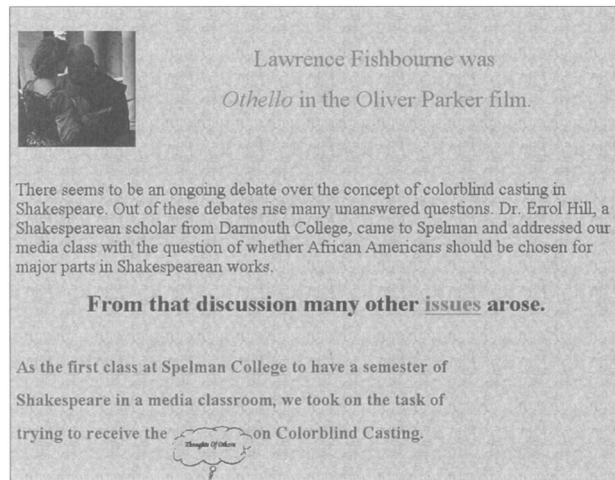 Lawrence Fishbourne was
Othello in the Oliver Parker film.
There seems to be an ongoing debate over the concept of colorblind casting in
Shakespeare. Out of these debates rise many unanswered questions. Dr. Errol Hill, a
Shakespearean scholar from Darmouth College, came to Spelman and addressed our
media class with the question of whether African Americans should be chosen for
major parts in Shakespearean works.
From that discussion many other issues arose.
As the first class at Spelman College to have a semester of
Shakespeare in a media classroom, we took on the task of
trying to receive the Thoughts Of Others on Colorblind Casting.